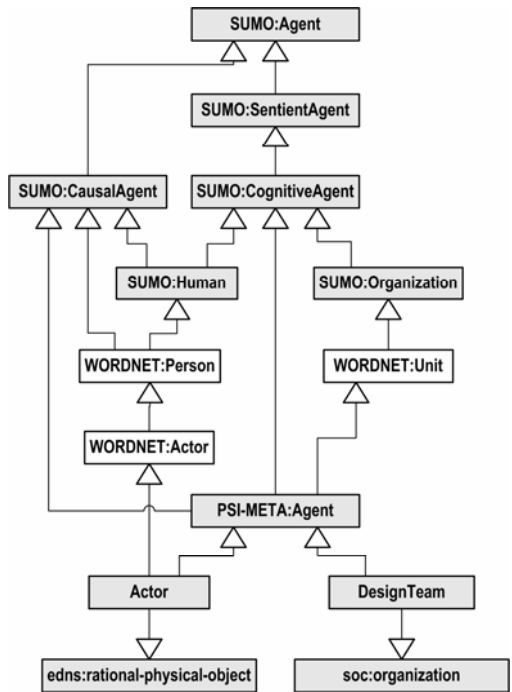 SUMO:Agent
SUMO:SentientAgent
SUMO:CausalAgent
SUMO:CognitiveAgent
SUMO:Human
SUMO:Organization
WORDNET:Person
WORDNET:Unit
WORDNET:Actor
PSI-META:Agent
Actor
DesignTeam
edns:rational-physical-object
soc:organization